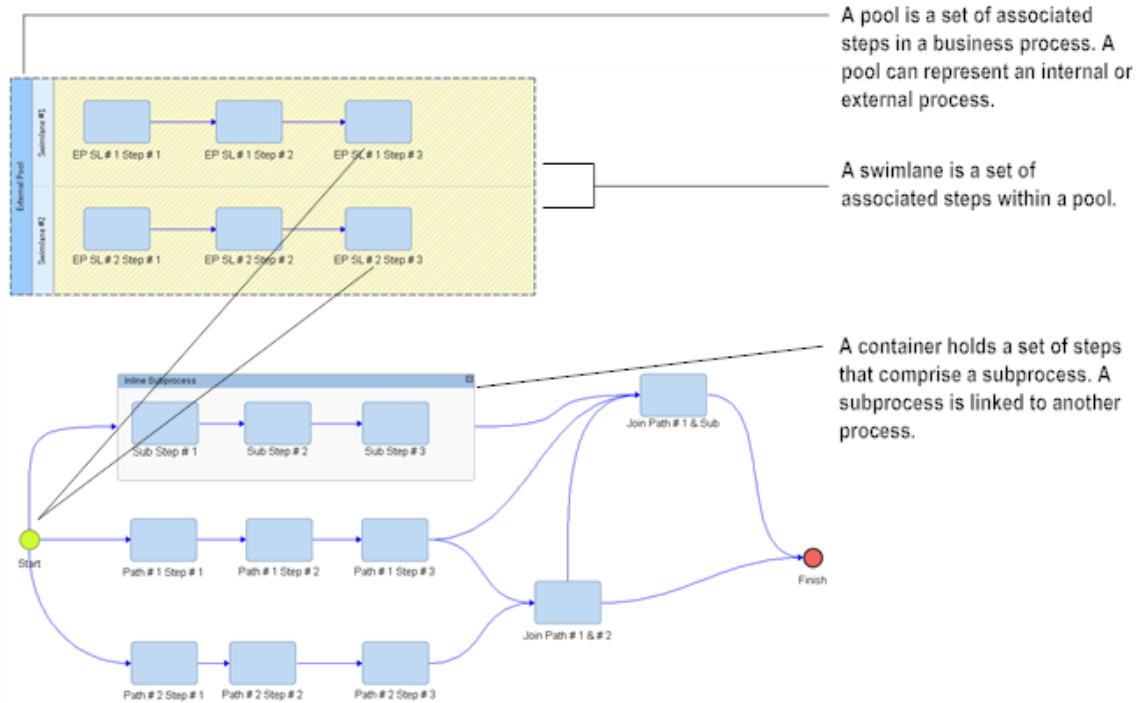 A pool is a set of associated
steps in a business process. A
pool can represent an internal or
external process.
External Pool
Swimlane #1
EP SL # 1 Step # 1
EP SL # 1 Step # 2
EP SL # 1 Step # 3
A swimlane is a set of
associated steps within a pool.
Swimlane #2
EP SL # 2 Step # 1
EP SL # 2 Step # 2
EP SL # 2 Step # 3
A container holds a set of steps
that comprise a subprocess. A
subprocess is linked to another
process.
Inline Subprocess
Sub Step # 1
Sub Step # 2
Sub Step # 3
Join Path # 1 & Sub
Start
Path # 1 Step # 1
Path # 1 Step # 2
Path # 1 Step # 3
Finish
Join Path # 1 & # 2
Path # 2 Step # 1
Path # 2 Step # 2
Path # 2 Step # 3